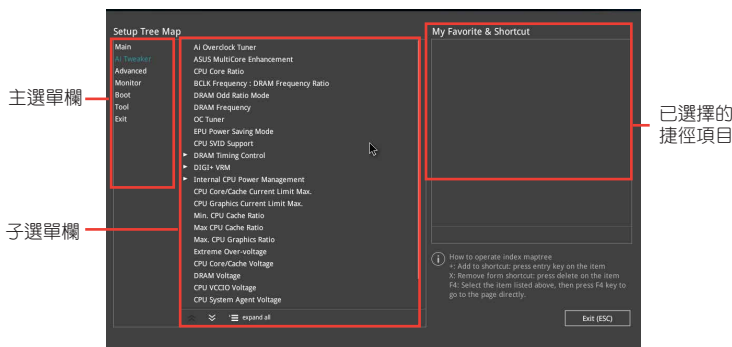 Setup Tree Map
Main
Ai Tweaker
Advanced
Monitor
Boot
Tool
Exit
Ai Overclock Tuner
ASUS MultiCore Enhancement
CPU Core Ratio
BCLK Frequency : DRAM Frequency Ratio
DRAM Odd Ratio Mode
DRAM Frequency
OC Tuner
EPU Power Saving Mode
CPU SVID Support
DRAM Timing Control
DIGI+ VRM
Internal CPU Power Management
CPU Core/Cache Current Limit Max.
CPU Graphics Current Limit Max.
Min. CPU Cache Ratio
Max CPU Cache Ratio
Max. CPU Graphics Ratio
Extreme Over-voltage
CPU Core/Cache Voltage
DRAM Voltage
CPU VCCIO Voltage
CPU System Agent Voltage
expand all
My Favorite & Shortcut
How to operate index maptree
+: Add to shortcut: press entry key on the item
X: Remove form shortcut: press delete on the item
F4: Select the item listed above, then press F4 key to
go to the page directly.
Exit (ESC)
主選單欄
子選單欄
已選擇的
捷徑項目